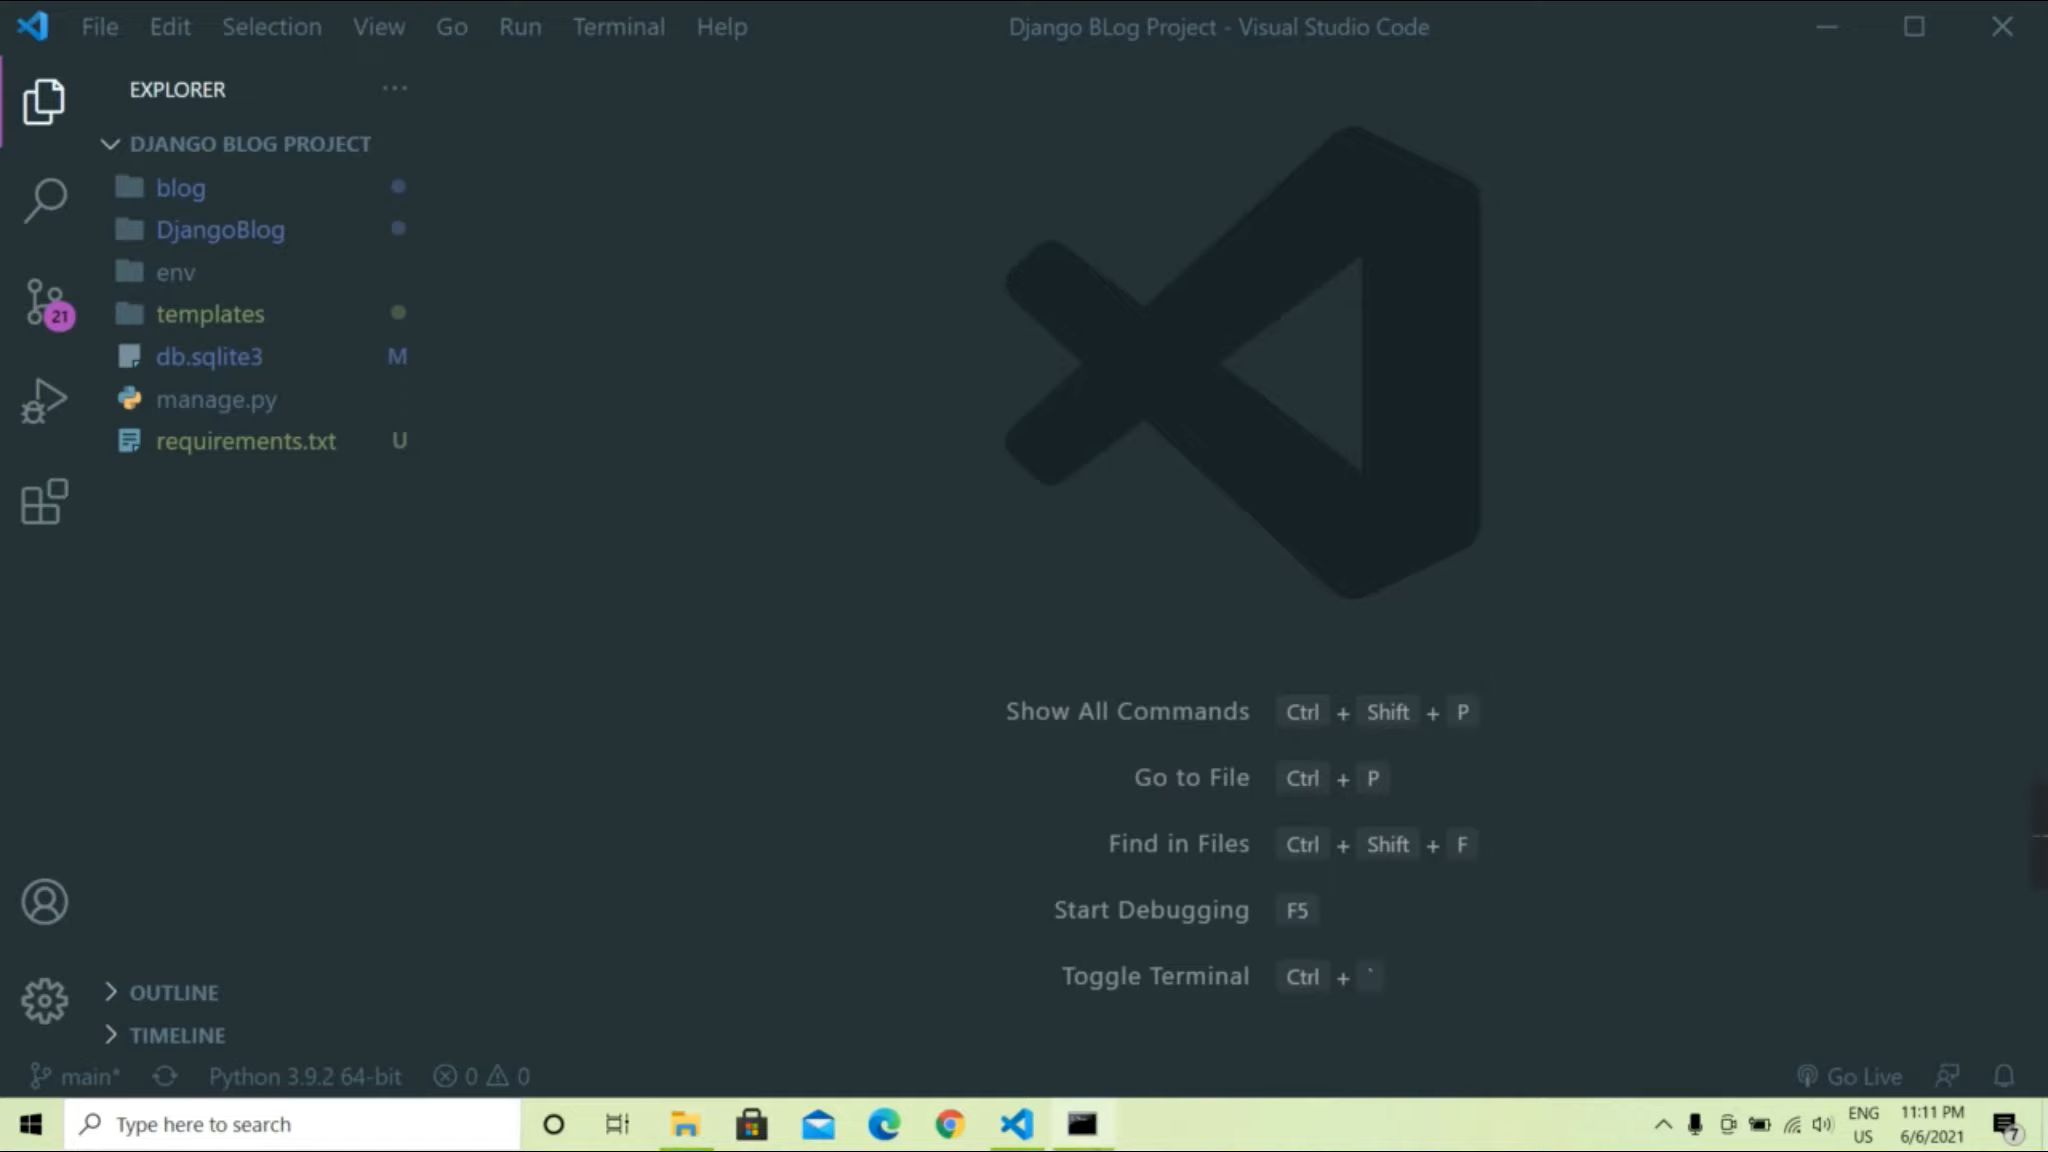 File Edit Selection View Go Run Terminal Help
Django BLog Project - Visual Studio Code
EXPLORER
DJANGO BLOG PROJECT
blog
DjangoBlog
env
templates
db.sqlite3 M
manage.py
requirements.txt U
21
Show All Commands Ctrl + Shift + P
Go to File Ctrl + P
Find in Files Ctrl + Shift + F
Start Debugging F5
Toggle Terminal Ctrl + `
OUTLINE
TIMELINE
main* Python 3.9.2 64-bit 0 0 Go Live
Type here to search
ENG
US
11:11 PM
6/6/2021
7